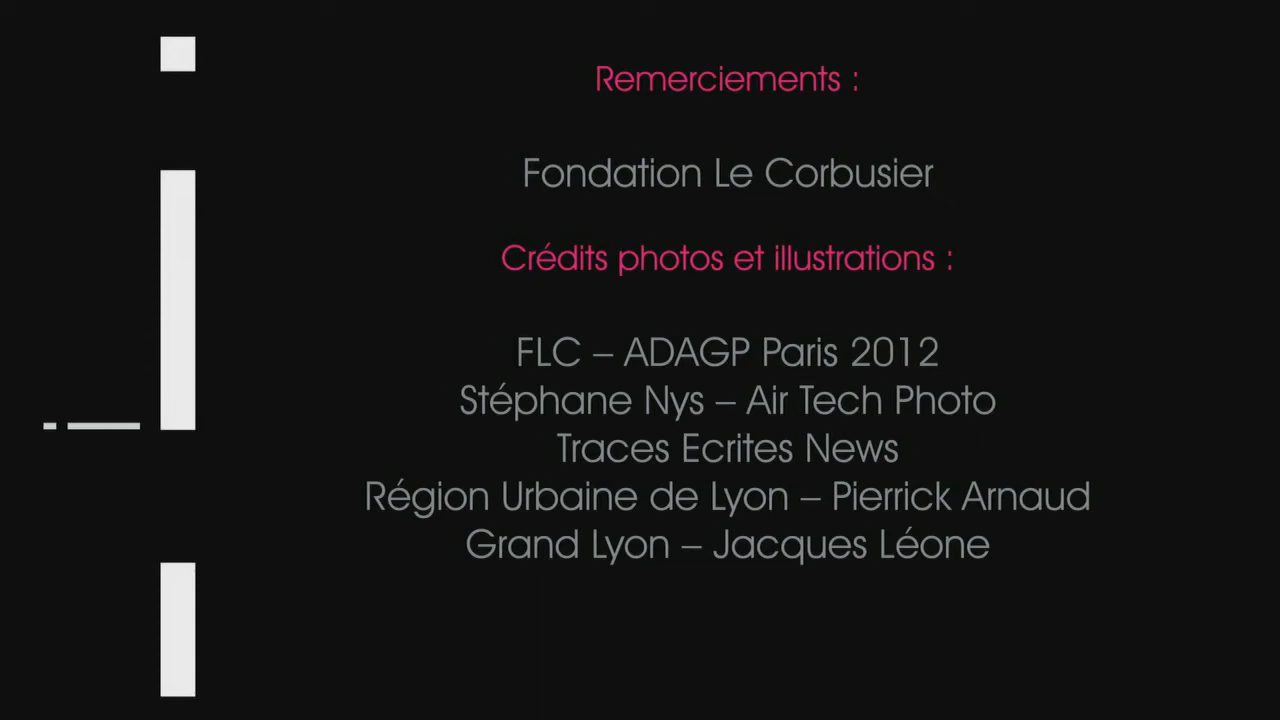 Remerciements :
Fondation Le Corbusier
Crédits photos et illustrations :
FLC – ADAGP Paris 2012
Stéphane Nys – Air Tech Photo
Traces Ecrites News
Région Urbaine de Lyon – Pierrick Arnaud
Grand Lyon – Jacques Léone